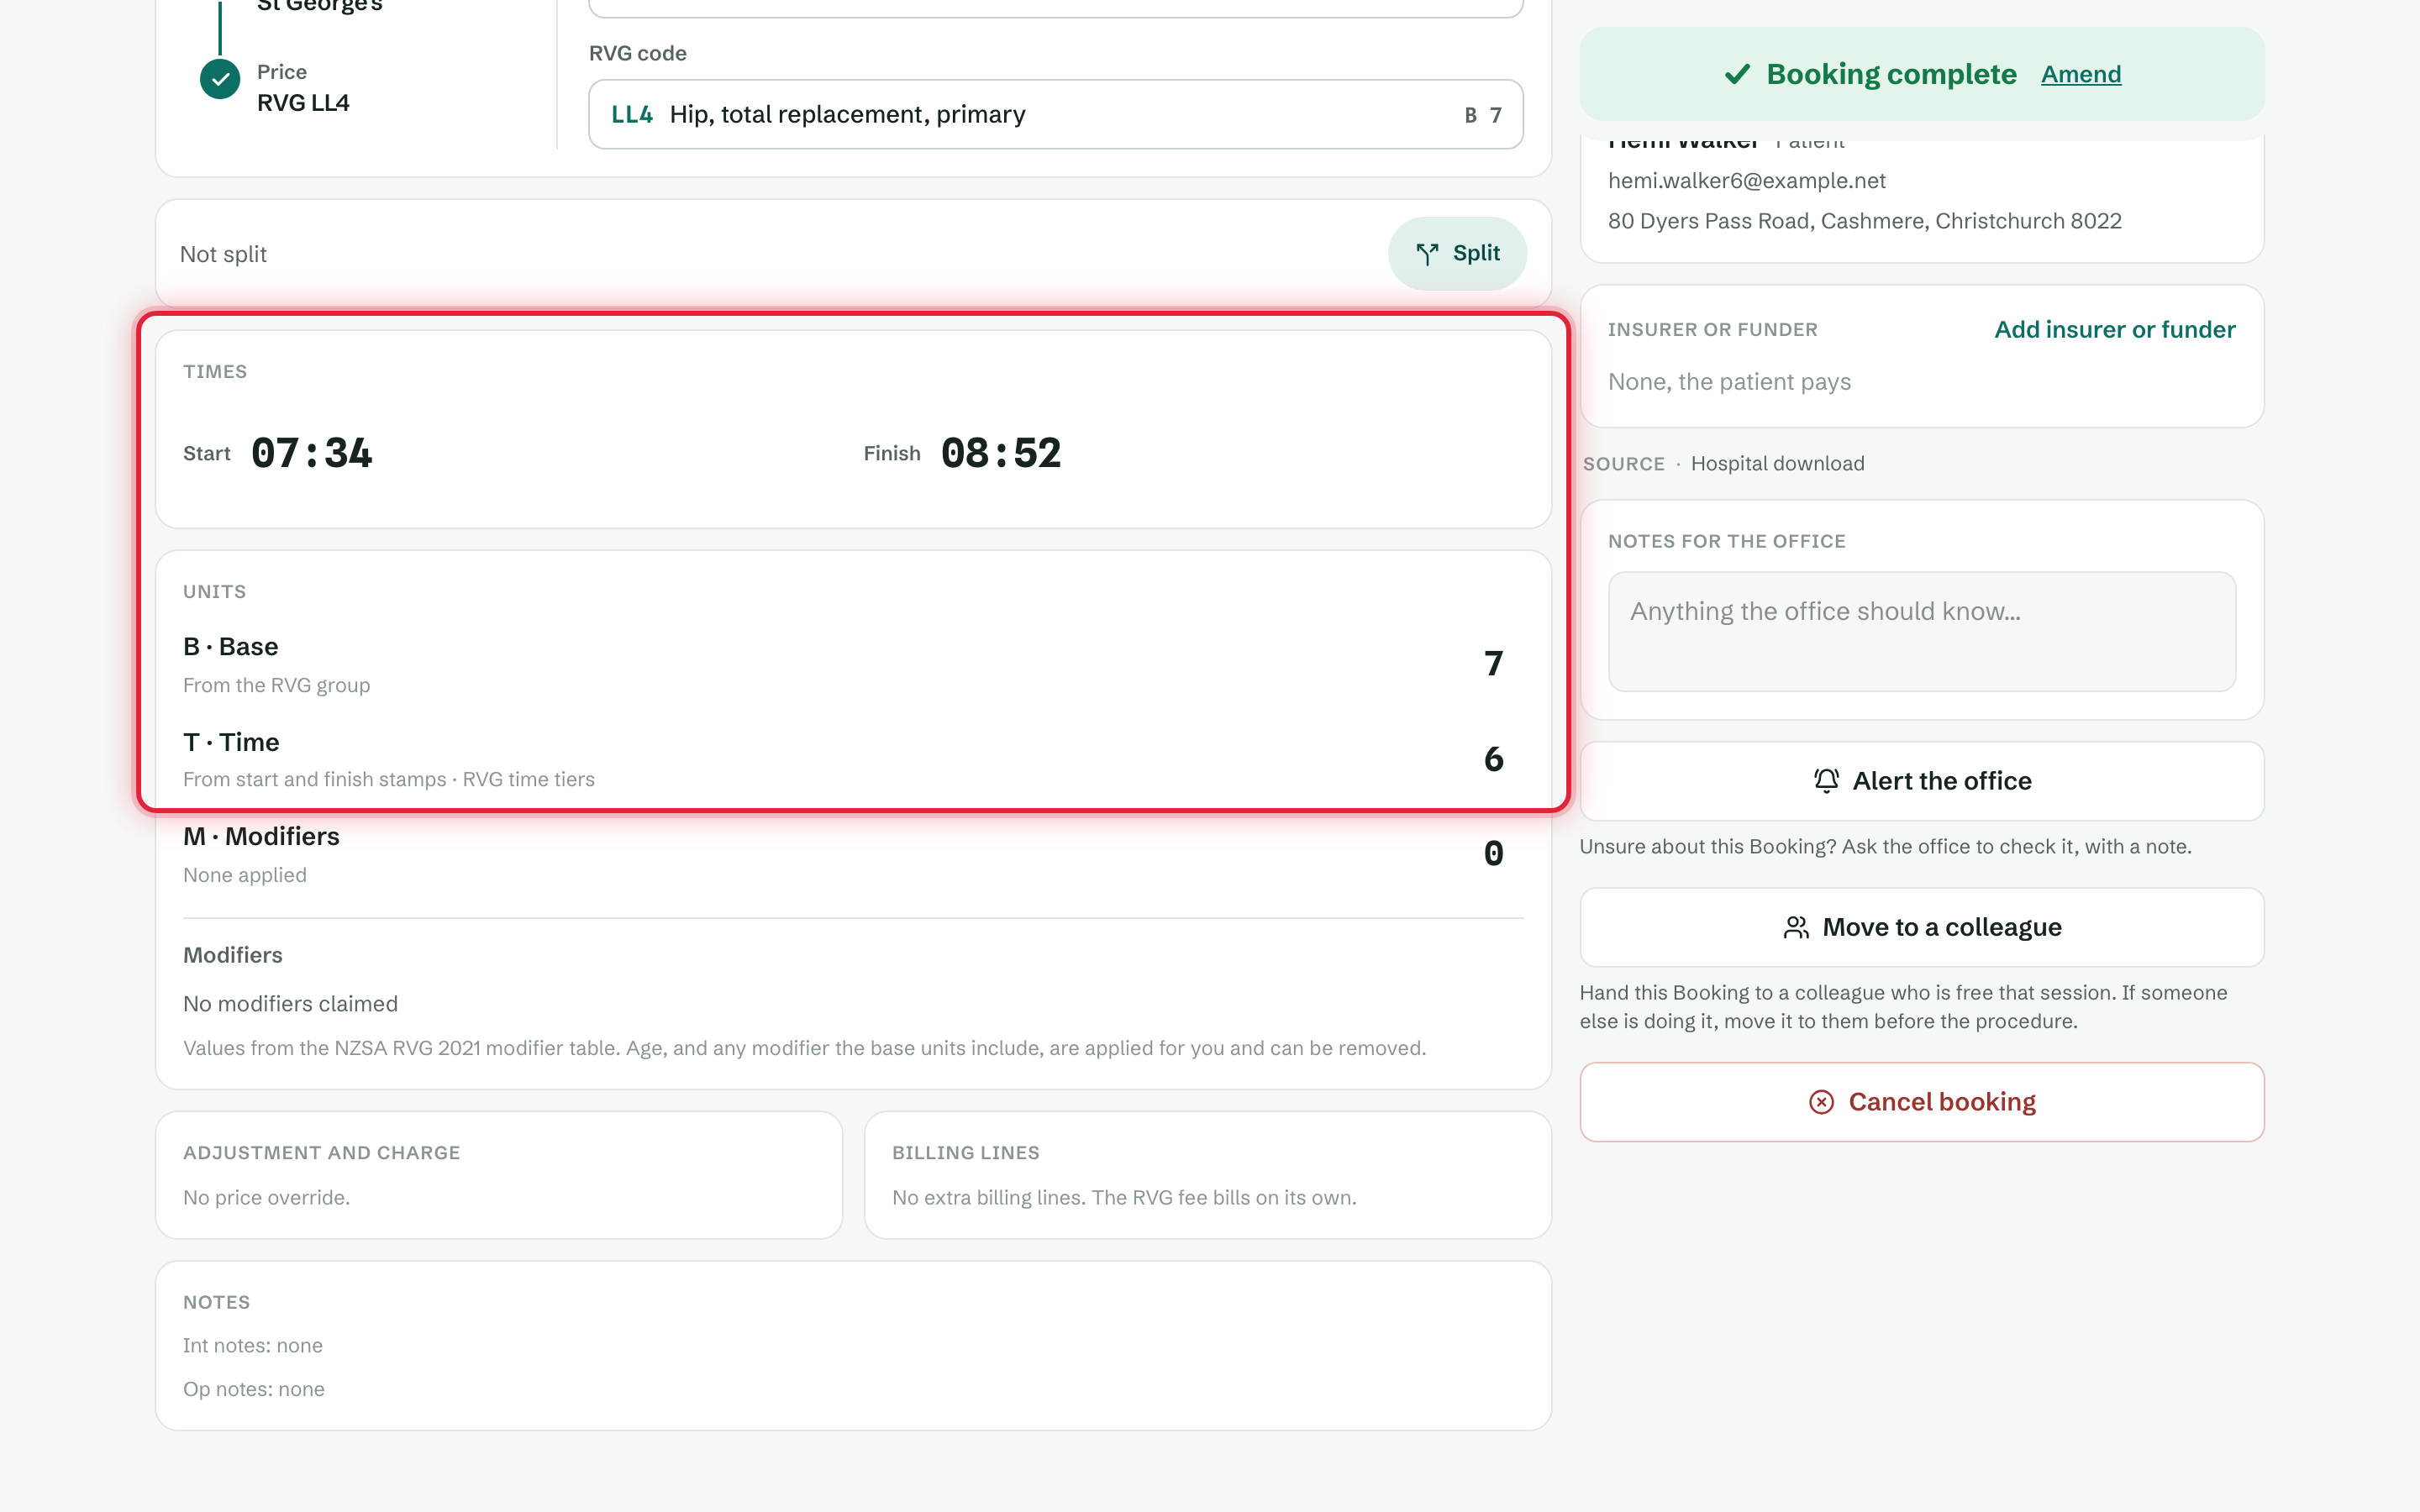 St George's
Price
RVG LL4
RVG code
LL4 Hip, total replacement, primary B 7
Not split
Split
TIMES
Start 07:34 Finish 08:52
UNITS
B · Base
From the RVG group
7
T · Time
From start and finish stamps · RVG time tiers
6
M · Modifiers
None applied
0
Modifiers
No modifiers claimed
Values from the NZSA RVG 2021 modifier table. Age, and any modifier the base units include, are applied for you and can be removed.
ADJUSTMENT AND CHARGE
No price override.
BILLING LINES
No extra billing lines. The RVG fee bills on its own.
NOTES
Int notes: none
Op notes: none
Booking complete Amend
Hemi Walker Patient
hemi.walker6@example.net
80 Dyers Pass Road, Cashmere, Christchurch 8022
INSURER OR FUNDER Add insurer or funder
None, the patient pays
SOURCE · Hospital download
NOTES FOR THE OFFICE
Anything the office should know...
Alert the office
Unsure about this Booking? Ask the office to check it, with a note.
Move to a colleague
Hand this Booking to a colleague who is free that session. If someone
else is doing it, move it to them before the procedure.
Cancel booking